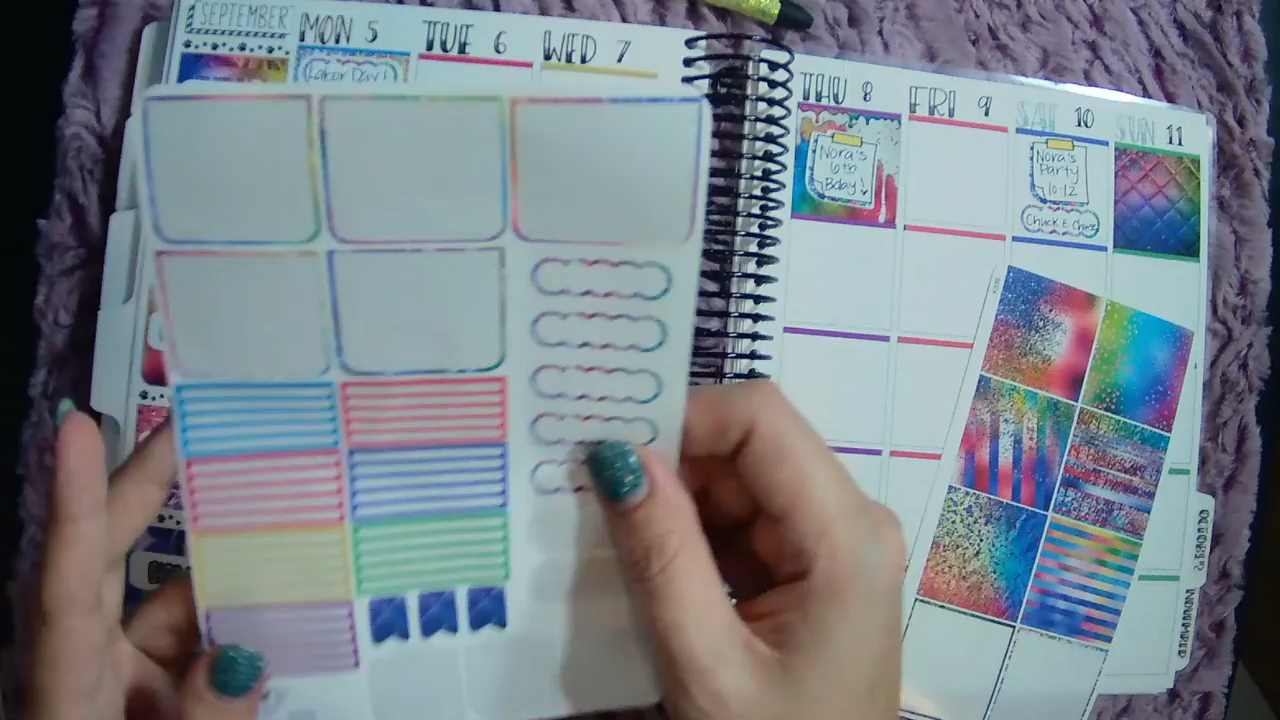 SEPTEMBER
MON 5
TUE 6
WED 7
Labor Day!
THU 8
FRI 9
SAT 10
SUN 11
Nora's
6th
Bday!
Nora's
Party
10-12
Chuck E Chee